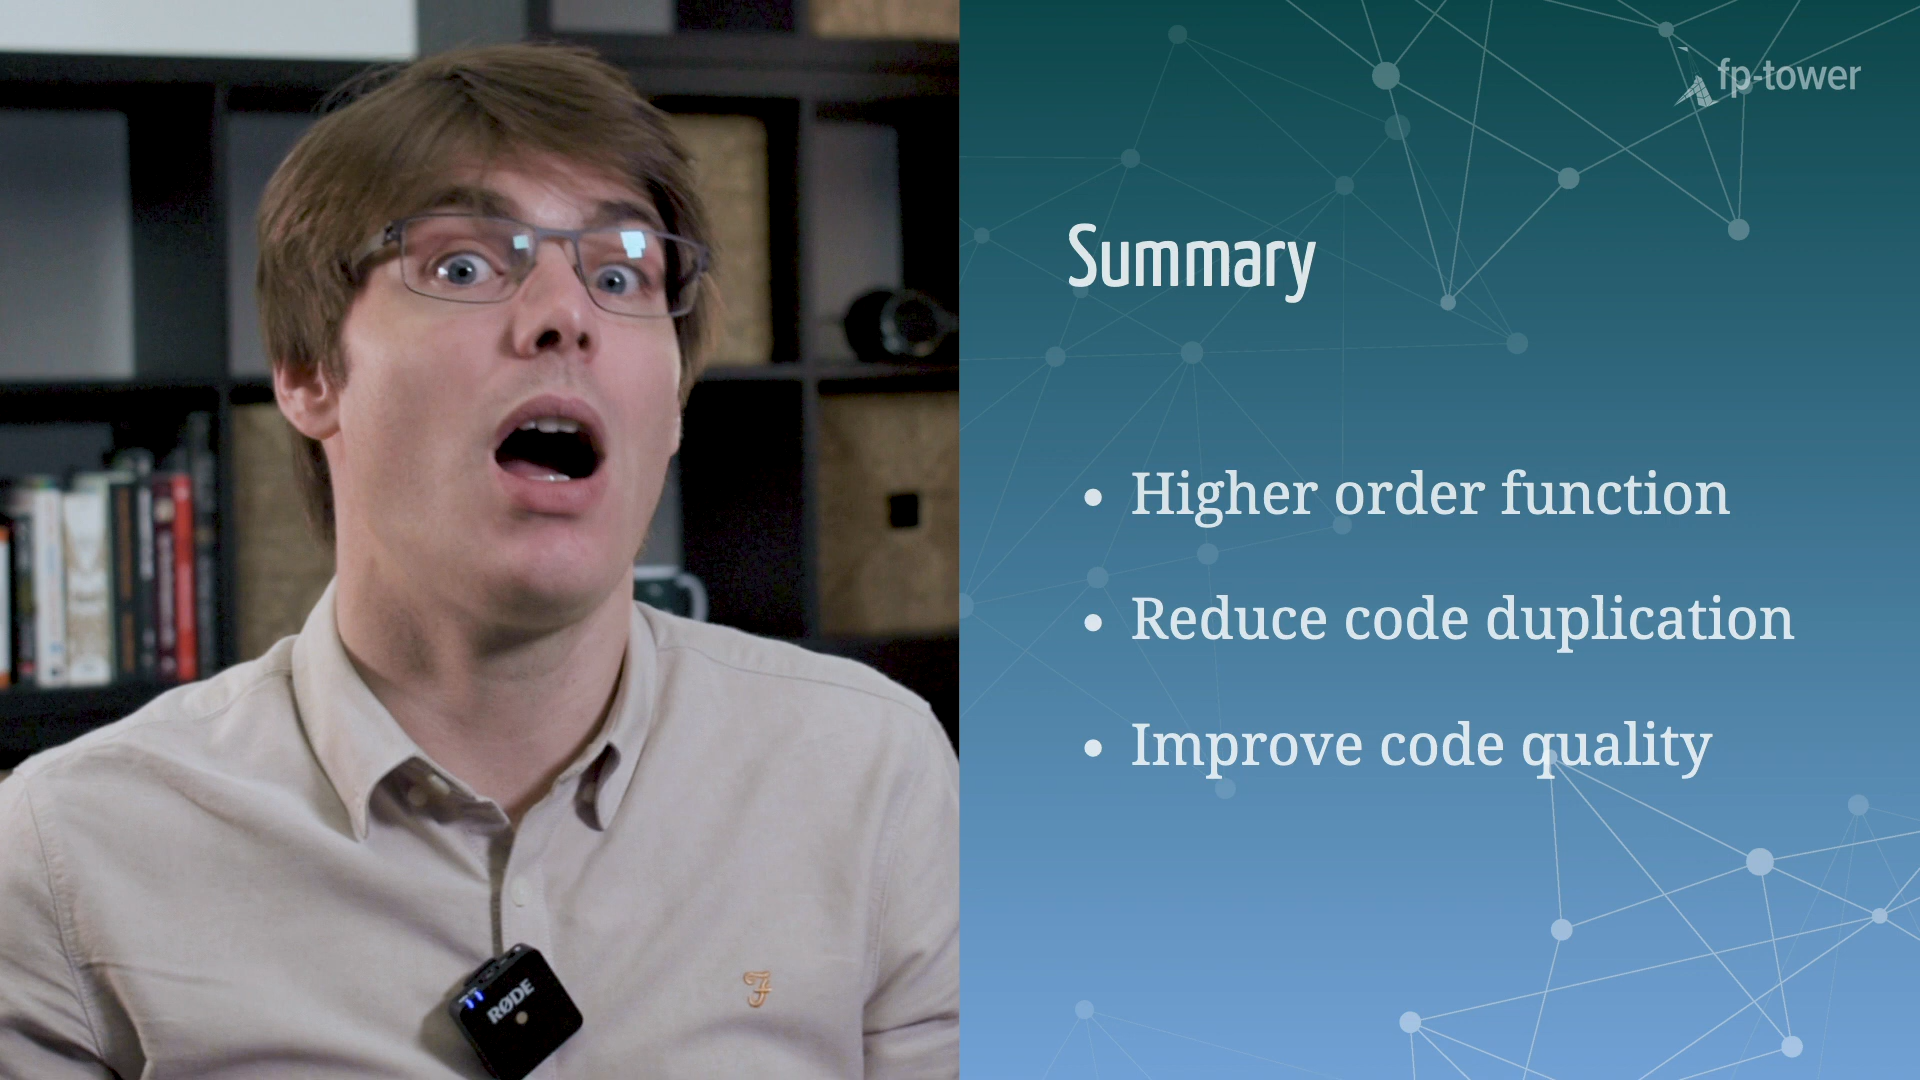 fp-tower
Summary
• Higher order function
• Reduce code duplication
• Improve code quality
RØDE